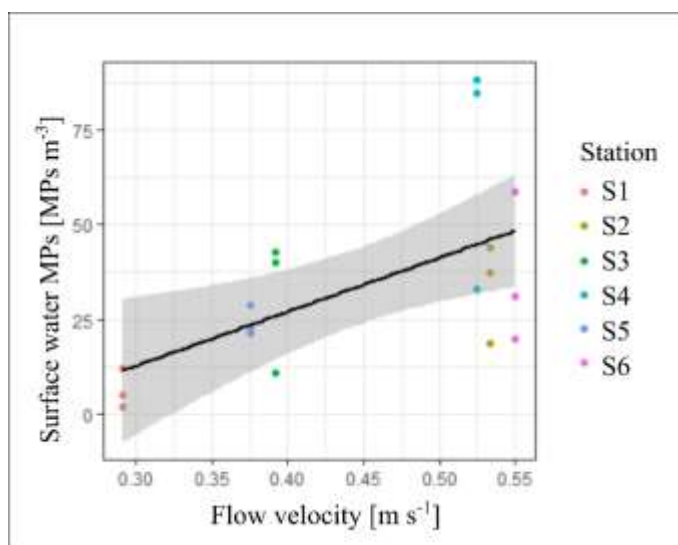 Surface water MPs [MPs m⁻³]
75
50
25
0
0.30 0.35 0.40 0.45 0.50 0.55
Flow velocity [m s⁻¹]
Station
S1
S2
S3
S4
S5
S6